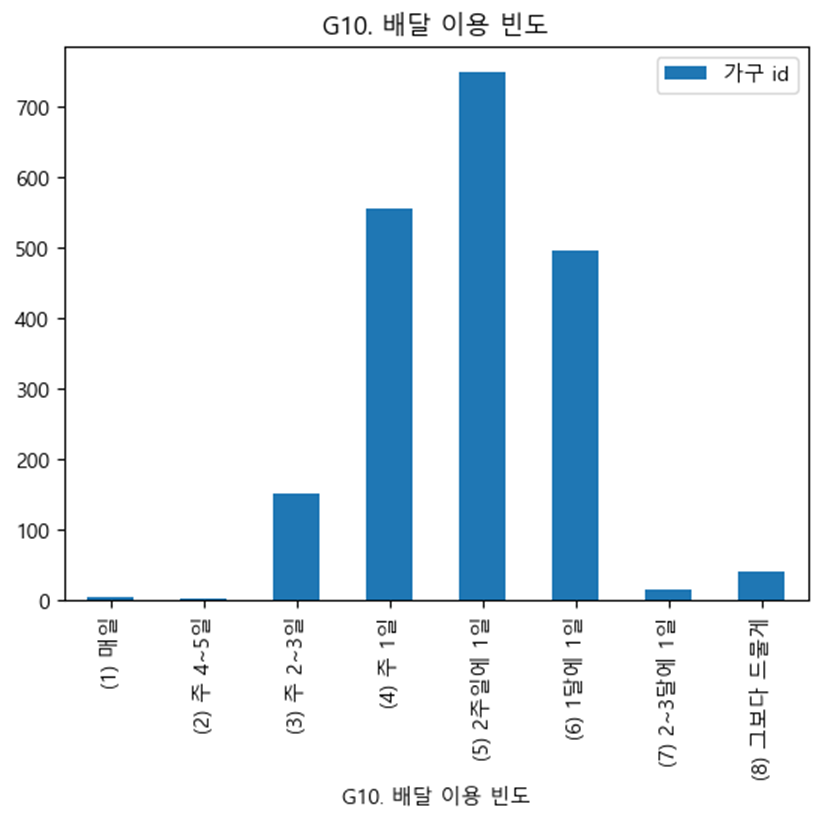 G10. 배달 이용 빈도
가구 id
700
600
500
400
300
200
100
0
(1) 매일
(2) 주 4~5일
(3) 주 2~3일
(4) 주 1일
(5) 2주일에 1일
(6) 1달에 1일
(7) 2~3달에 1일
(8) 그보다 드물게
G10. 배달 이용 빈도